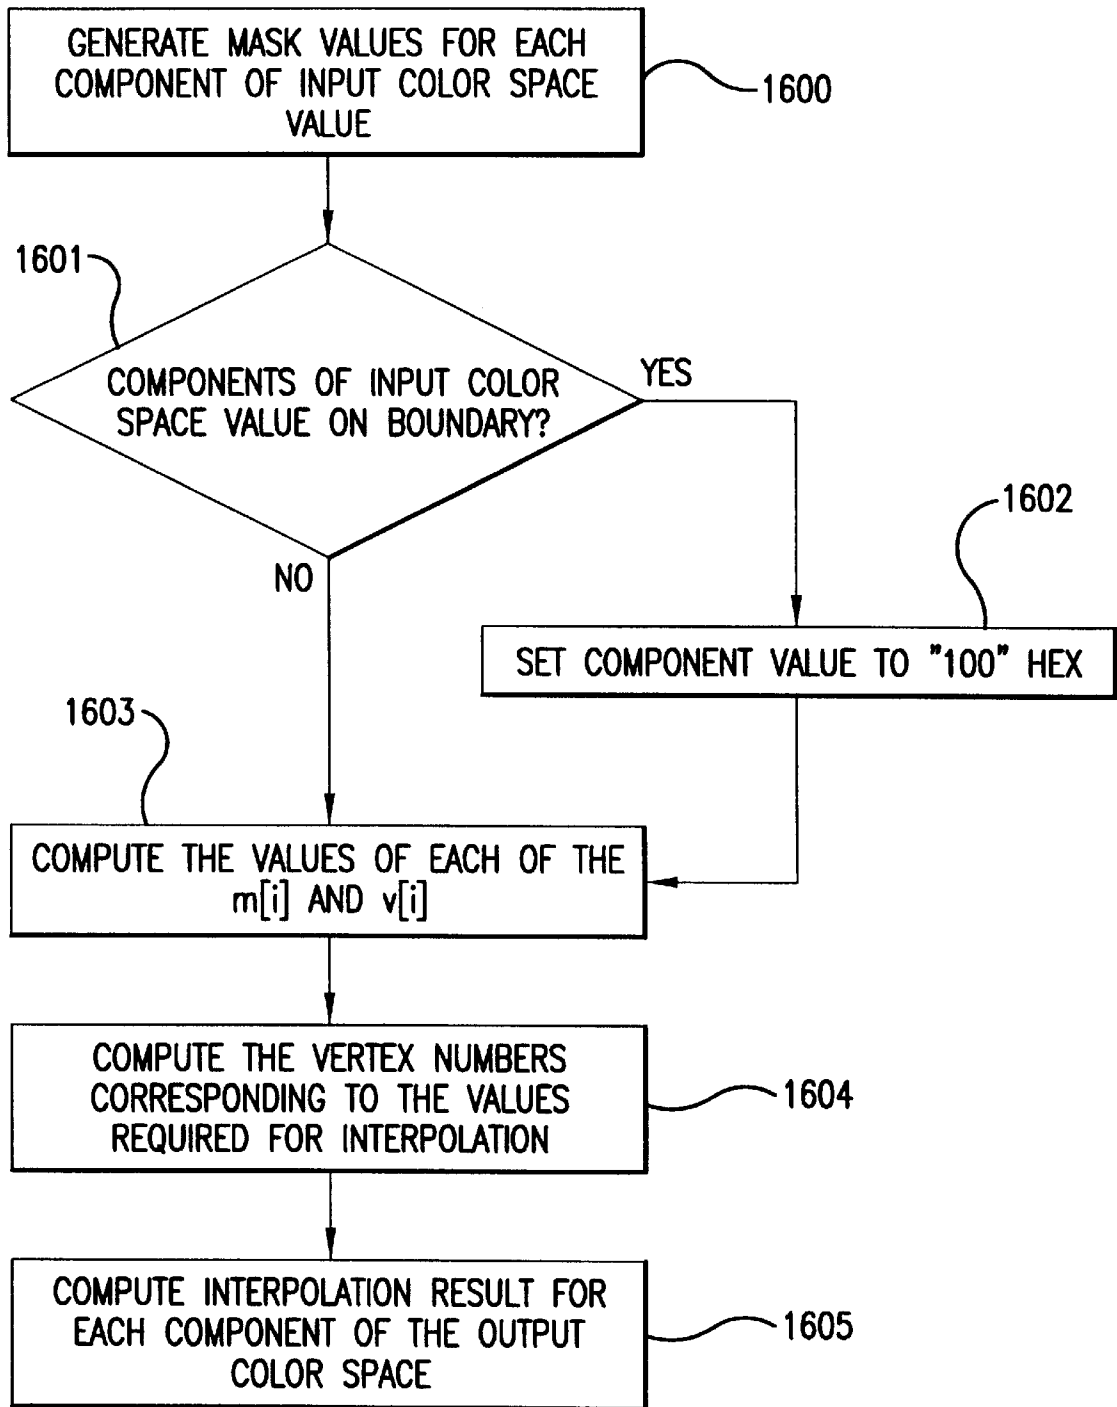 GENERATE MASK VALUES FOR EACH
COMPONENT OF INPUT COLOR SPACE
VALUE
1600
1601
COMPONENTS OF INPUT COLOR
SPACE VALUE ON BOUNDARY?
YES
NO
1602
SET COMPONENT VALUE TO "100" HEX
1603
COMPUTE THE VALUES OF EACH OF THE
m[i] AND v[i]
COMPUTE THE VERTEX NUMBERS
CORRESPONDING TO THE VALUES
REQUIRED FOR INTERPOLATION
1604
COMPUTE INTERPOLATION RESULT FOR
EACH COMPONENT OF THE OUTPUT
COLOR SPACE
1605